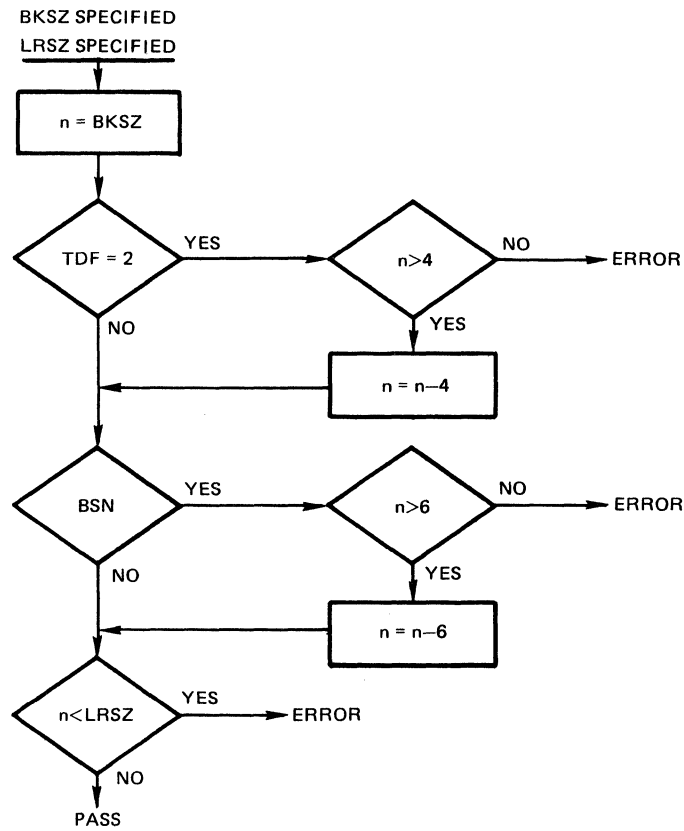 BKSZ SPECIFIED
LRSZ SPECIFIED
n = BKSZ
TDF = 2
YES
n>4
NO
ERROR
NO
YES
n = n–4
BSN
YES
n>6
NO
ERROR
NO
YES
n = n–6
n<LRSZ
YES
ERROR
NO
PASS